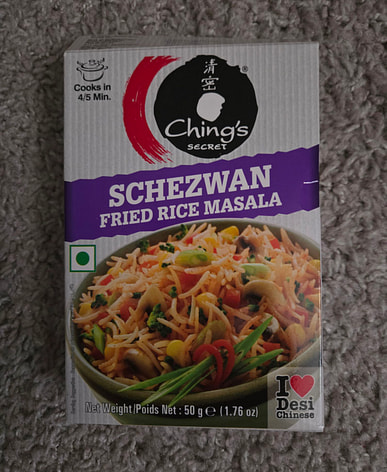 Cooks in
4/5 Min.
清
窓
®
Ching's
SECRET
SCHEZWAN
FRIED RICE MASALA
Net Weight/Poids Net : 50 g ℮ (1.76 oz)
I ❤
Desi
Chinese